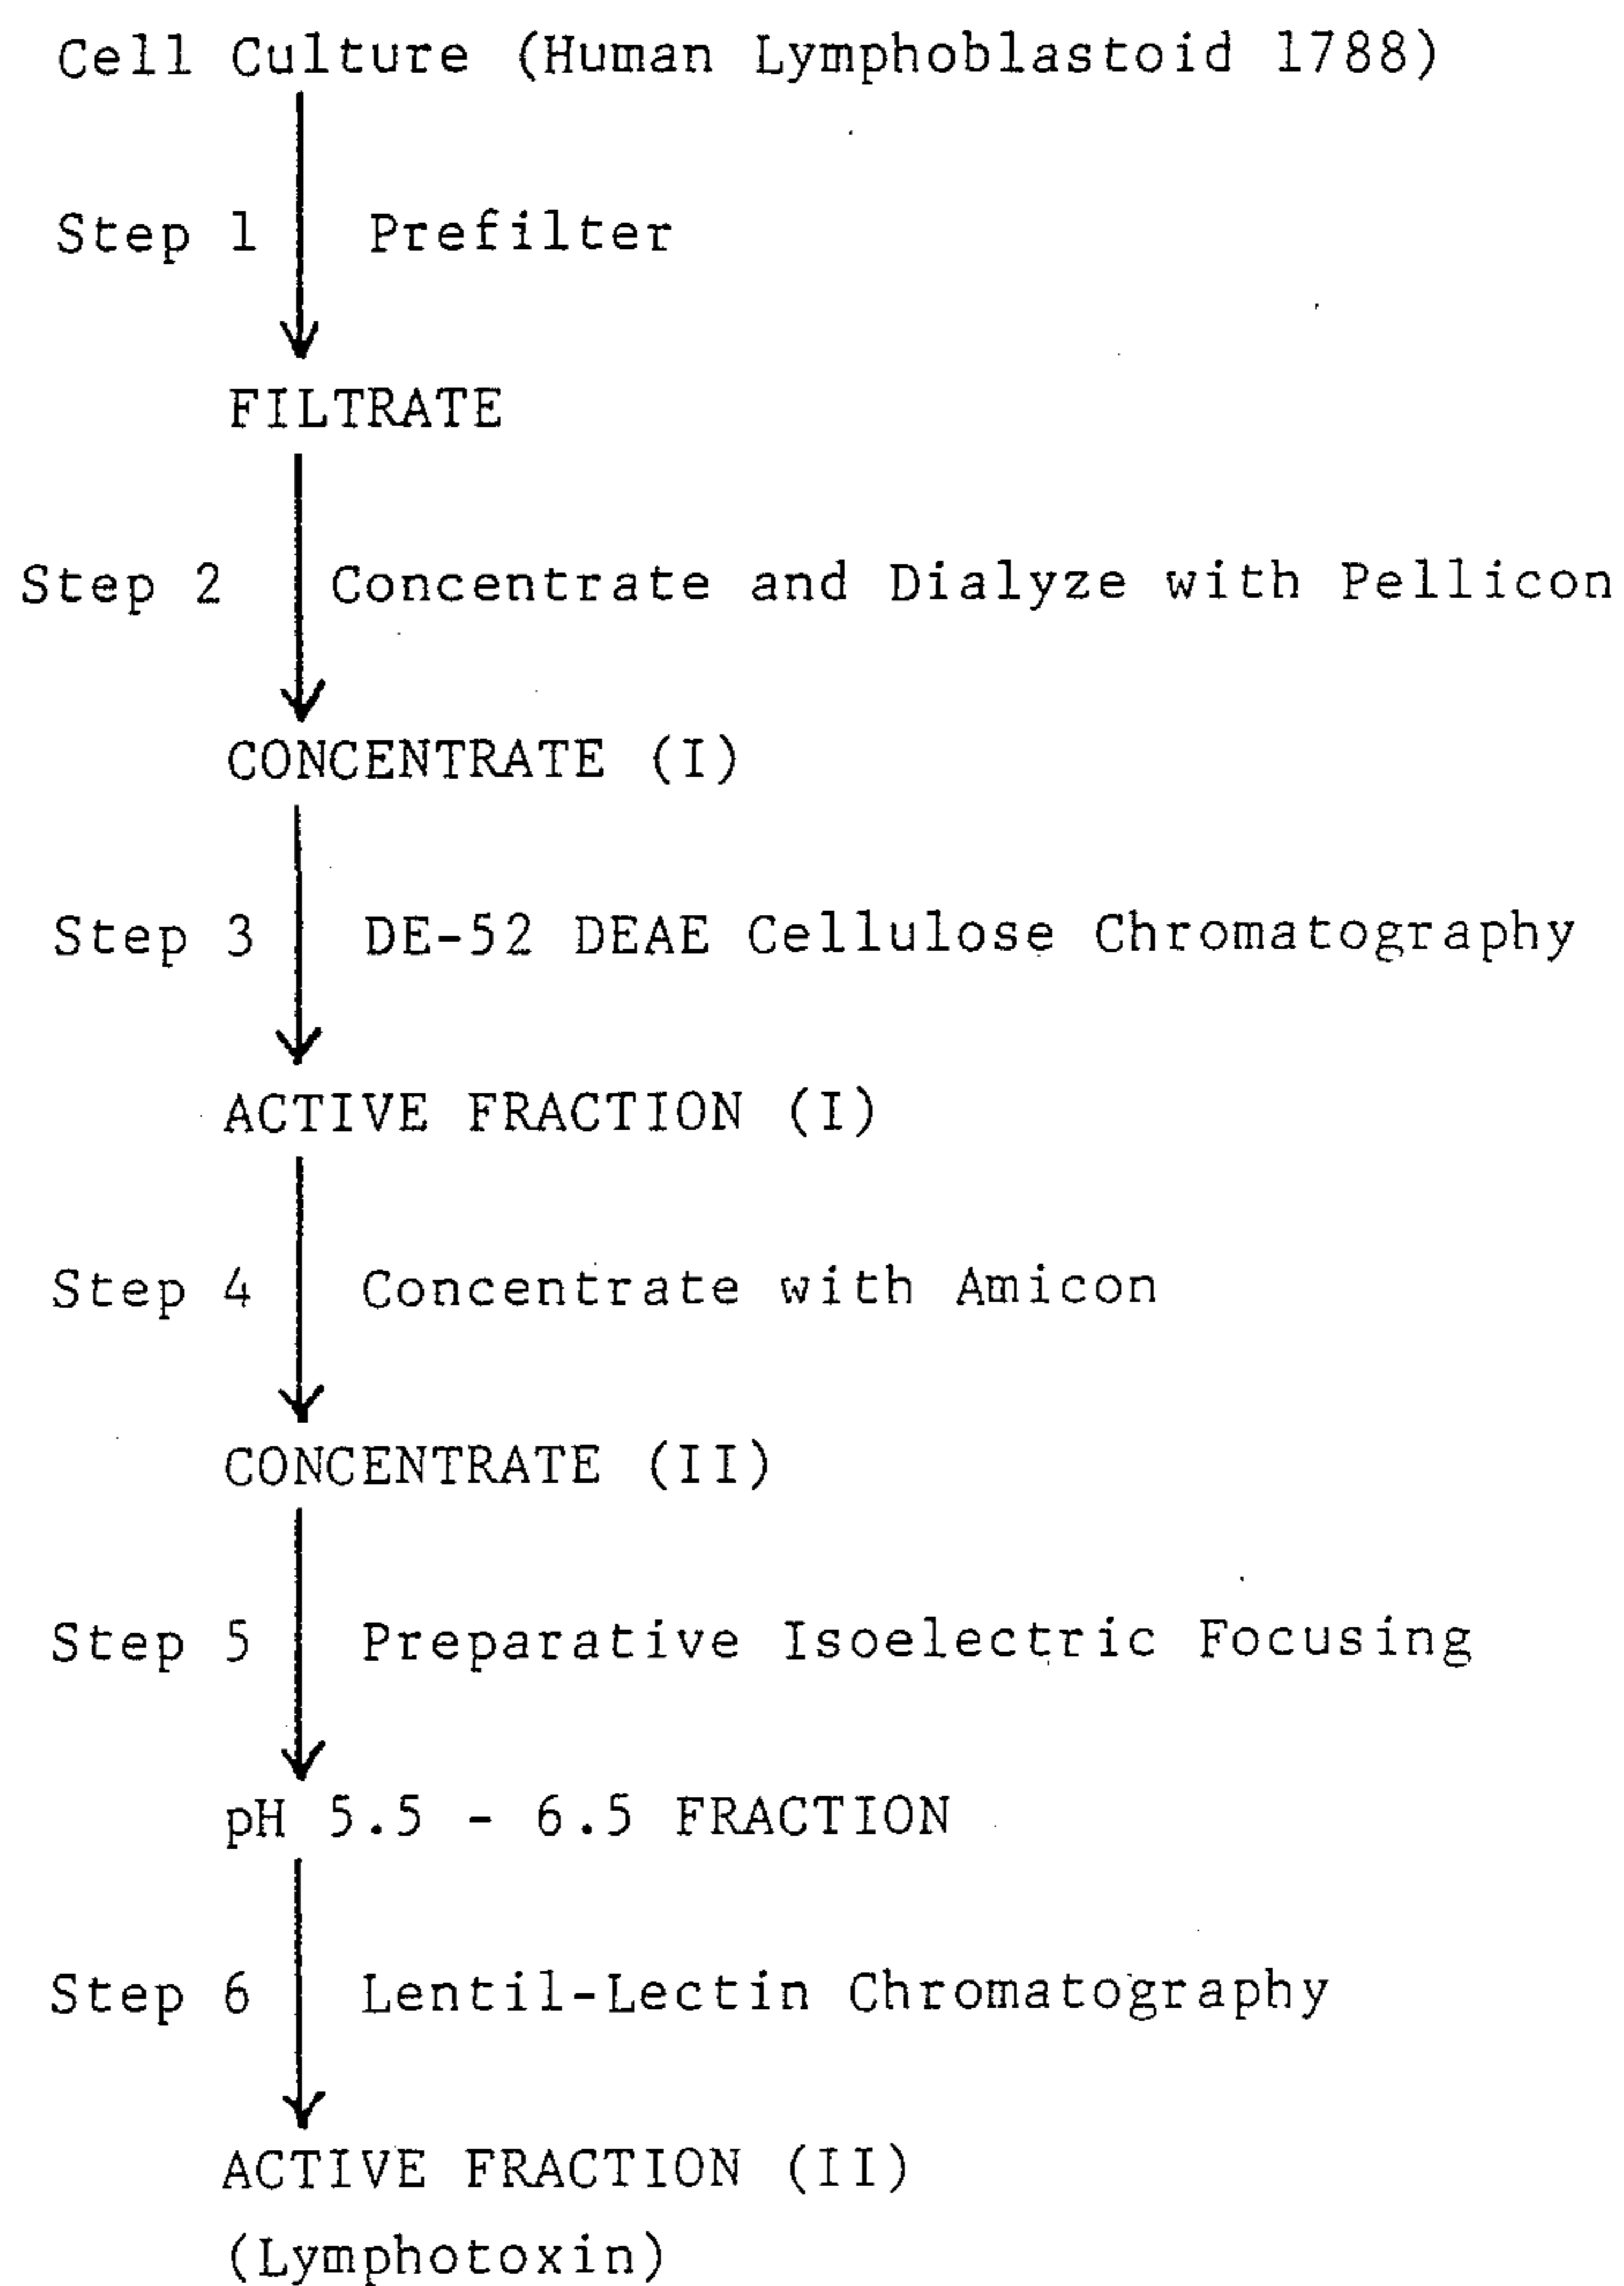 Cell Culture (Human Lymphoblastoid 1788)
Step 1 Prefilter
FILTRATE
Step 2 Concentrate and Dialyze with Pellicon
CONCENTRATE (I)
Step 3 DE-52 DEAE Cellulose Chromatography
ACTIVE FRACTION (I)
Step 4 Concentrate with Amicon
CONCENTRATE (II)
Step 5 Preparative Isoelectric Focusing
pH 5.5 - 6.5 FRACTION
Step 6 Lentil-Lectin Chromatography
ACTIVE FRACTION (II)
(Lymphotoxin)